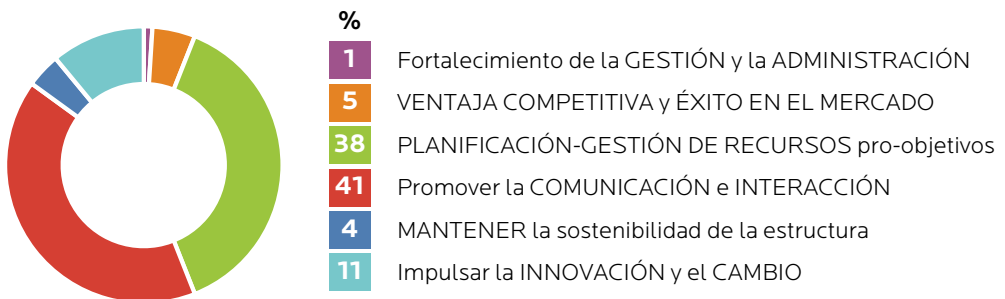 %
1 Fortalecimiento de la GESTIÓN y la ADMINISTRACIÓN
5 VENTAJA COMPETITIVA y ÉXITO EN EL MERCADO
38 PLANIFICACIÓN-GESTIÓN DE RECURSOS pro-objetivos
41 Promover la COMUNICACIÓN e INTERACCIÓN
4 MANTENER la sostenibilidad de la estructura
11 Impulsar la INNOVACIÓN y el CAMBIO